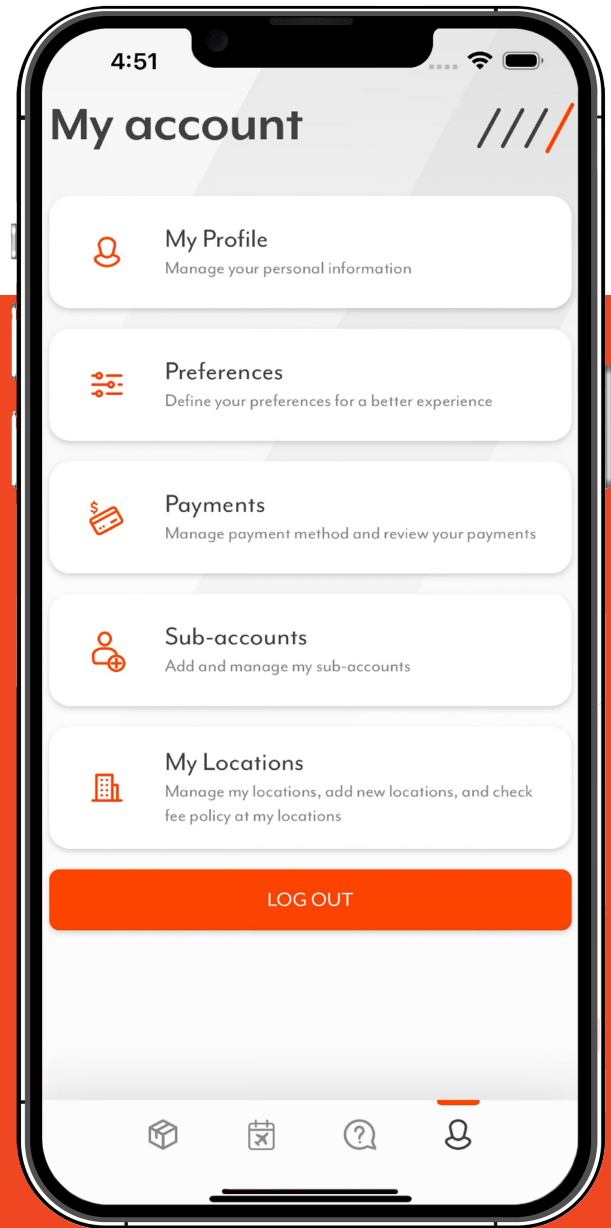 4:51
My account
My Profile
Manage your personal information
Preferences
Define your preferences for a better experience
$
Payments
Manage payment method and review your payments
Sub-accounts
Add and manage my sub-accounts
My Locations
Manage my locations, add new locations, and check
fee policy at my locations
LOG OUT
?